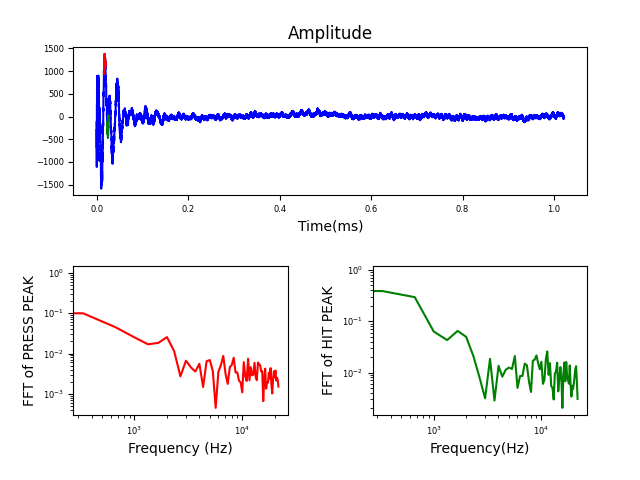 Amplitude
1500
1000
500
0
−500
−1000
−1500
0.0 0.2 0.4 0.6 0.8 1.0
Time(ms)
FFT of PRESS PEAK
10⁰
10⁻¹
10⁻²
10⁻³
10³ 10⁴
Frequency (Hz)
FFT of HIT PEAK
10⁰
10⁻¹
10⁻²
10³ 10⁴
Frequency(Hz)